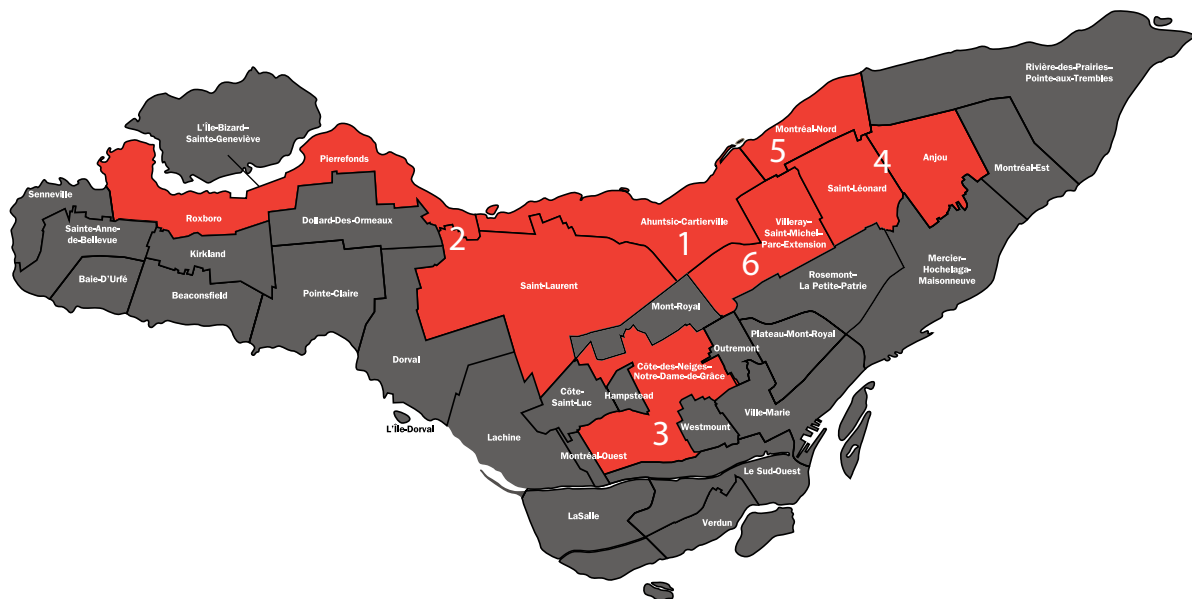 Rivière-des-Prairies–
Pointe-aux-Trembles
L'Île-Bizard–
Sainte-Geneviève
Montréal-Nord
5
Pierrefonds
4
Anjou
Montréal-Est
Senneville
Saint-Léonard
Roxboro
Dollard-Des-Ormeaux
Ahuntsic-Cartierville
Villeray–
Saint-Michel–
Parc-Extension
Sainte-Anne-
de-Bellevue
2
1
Kirkland
6
Mercier–
Hochelaga-
Maisonneuve
Baie-D'Urfé
Beaconsfield
Pointe-Claire
Saint-Laurent
Rosemont–
La Petite-Patrie
Mont-Royal
Plateau-Mont-Royal
Outremont
Dorval
Côte-des-Neiges–
Notre-Dame-de-Grâce
Côte-
Saint-Luc
Hampstead
Ville-Marie
L'Île-Dorval
Westmount
3
Lachine
Montréal-Ouest
Le Sud-Ouest
LaSalle
Verdun